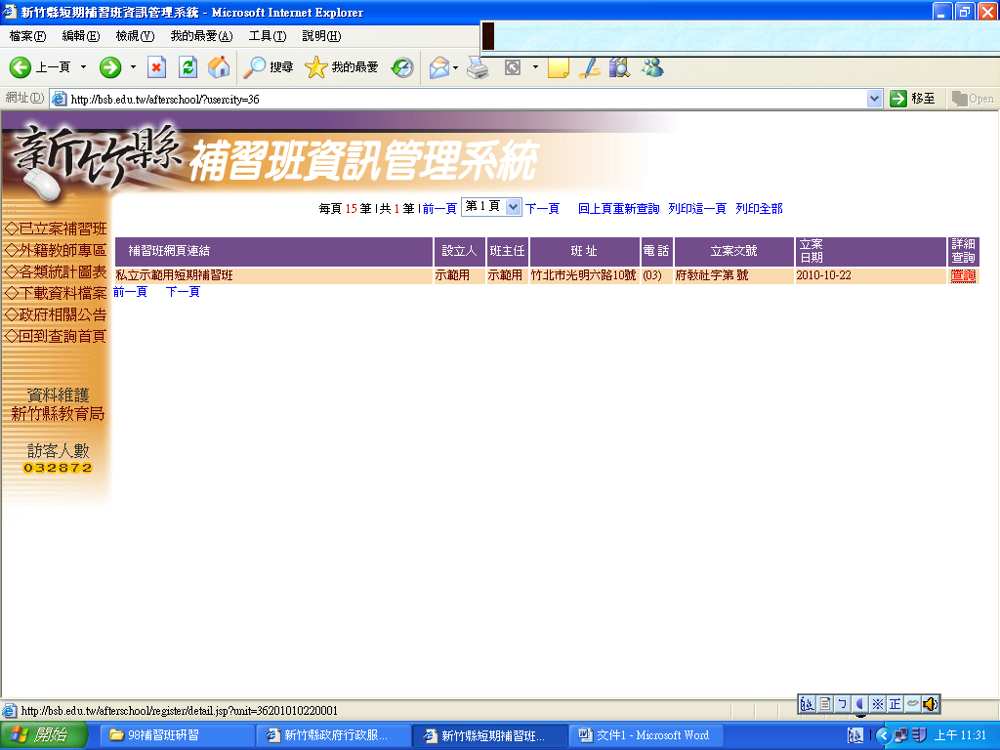 新竹縣短期補習班資訊管理系統 - Microsoft Internet Explorer
檔案(F) 編輯(E) 檢視(V) 我的最愛(A) 工具(T) 說明(H)
上一頁 搜尋 我的最愛
網址(D) http://bsb.edu.tw/afterschool/?usercity=36 移至 Open
新竹縣 補習班資訊管理系統
每頁 15 筆 | 共 1 筆 | 前一頁 第 1 頁 下一頁 回上頁重新查詢 列印這一頁 列印全部
◇已立案補習班
◇外籍教師專區
◇各類統計圖表
◇下載資料檔案
◇政府相關公告
◇回到查詢首頁
資料維護
新竹縣教育局
訪客人數
032872
補習班網頁連結 設立人 班主任 班 址 電 話 立案文號 立案日期 詳細查詢
私立示範用短期補習班 示範用 示範用 竹北市光明六路10號 (03) 府教社字第 號 2010-10-22 查詢
前一頁 下一頁
http://bsb.edu.tw/afterschool/register/detail.jsp?unit=36201010220001
開始 98補習班研習 新竹縣政府行政服... 新竹縣短期補習班... 文件1 - Microsoft Word 上午 11:31